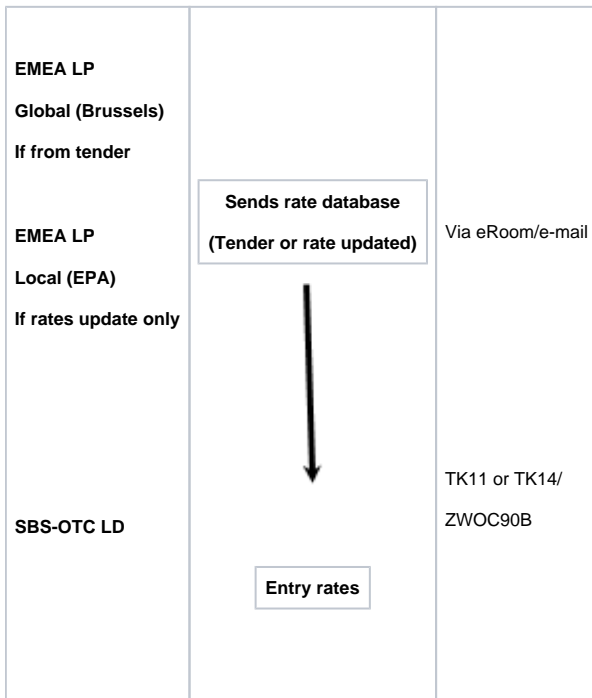 EMEA LP
Global (Brussels)
If from tender
EMEA LP
Local (EPA)
If rates update only
SBS-OTC LD
Sends rate database
(Tender or rate updated)
Entry rates
Via eRoom/e-mail
TK11 or TK14/
ZWOC90B